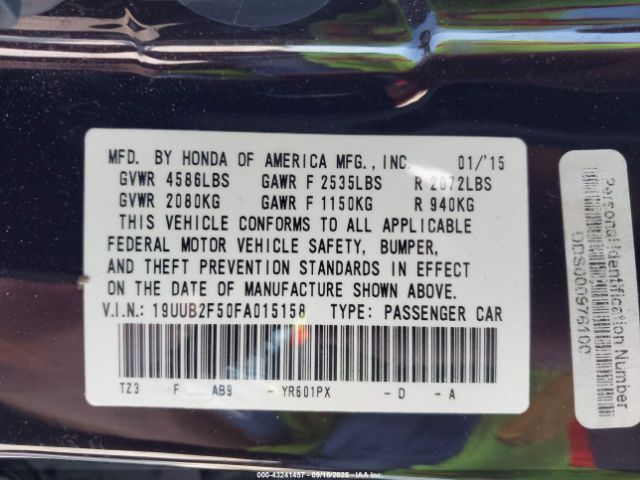 MFD. BY HONDA OF AMERICA MFG., INC. 01/'15
GVWR 4586LBS GAWR F 2535LBS R 2072LBS
GVWR 2080KG GAWR F 1150KG R 940KG
THIS VEHICLE CONFORMS TO ALL APPLICABLE
FEDERAL MOTOR VEHICLE SAFETY, BUMPER,
AND THEFT PREVENTION STANDARDS IN EFFECT
ON THE DATE OF MANUFACTURE SHOWN ABOVE.
V.I.N.: 19UUB2F50FA015158 TYPE: PASSENGER CAR
TZ3 F AB9 - YR601PX - D - A
Personal Identification Number
000-43241457 - 09/18/2025 - IAA Inc.